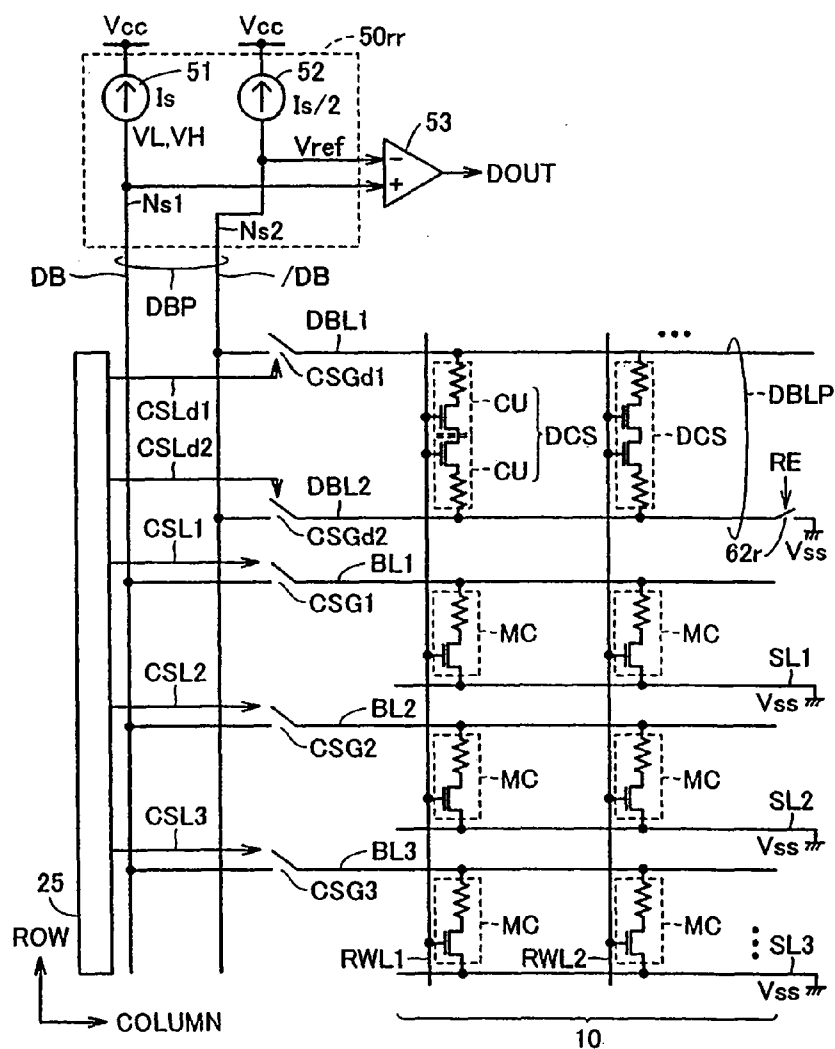 Vcc Vcc 50rr
51 52
Is Is/2
VL,VH
Vref 53
− DOUT
+
Ns1
Ns2
DB /DB
DBP
DBL1 •••
CSGd1 DBLP
CSLd1 CU DCS DCS
CSLd2 CU RE
DBL2
CSGd2 62r Vss
CSL1 BL1
CSG1 MC MC
SL1
CSL2 Vss
BL2
CSG2 MC MC
CSL3 SL2
Vss
BL3
25 CSG3
MC MC
ROW RWL1 RWL2 SL3
Vss
COLUMN
10